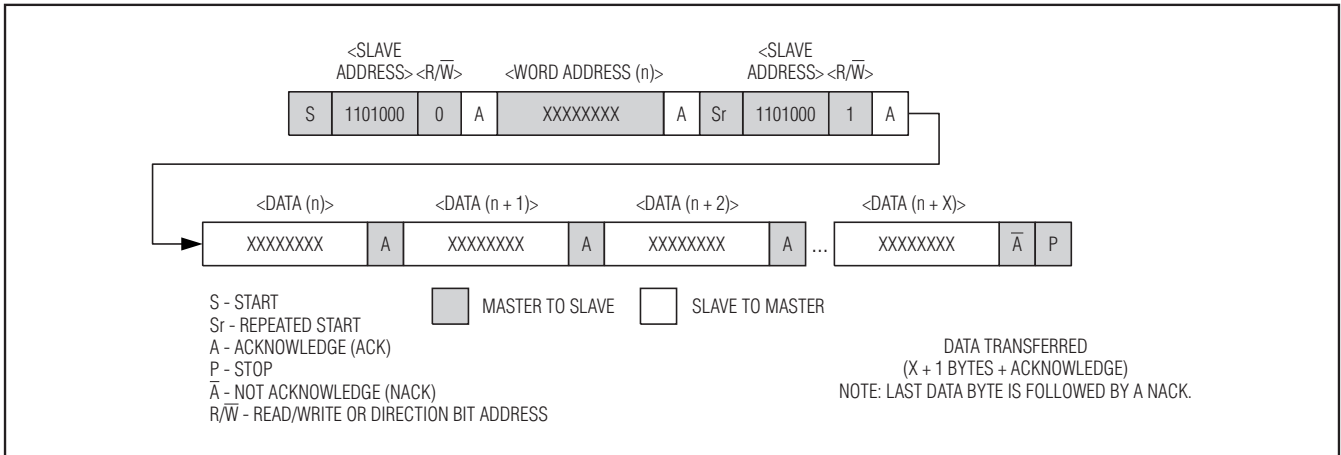 <SLAVE
ADDRESS> <R/W̅> <WORD ADDRESS (n)> <SLAVE
ADDRESS> <R/W̅>
S 1101000 0 A XXXXXXXX A Sr 1101000 1 A
<DATA (n)> <DATA (n + 1)> <DATA (n + 2)> <DATA (n + X)>
XXXXXXXX A XXXXXXXX A XXXXXXXX A ... XXXXXXXX A̅ P
S - START
Sr - REPEATED START
A - ACKNOWLEDGE (ACK)
P - STOP
A̅ - NOT ACKNOWLEDGE (NACK)
R/W̅ - READ/WRITE OR DIRECTION BIT ADDRESS
MASTER TO SLAVE SLAVE TO MASTER
DATA TRANSFERRED
(X + 1 BYTES + ACKNOWLEDGE)
NOTE: LAST DATA BYTE IS FOLLOWED BY A NACK.